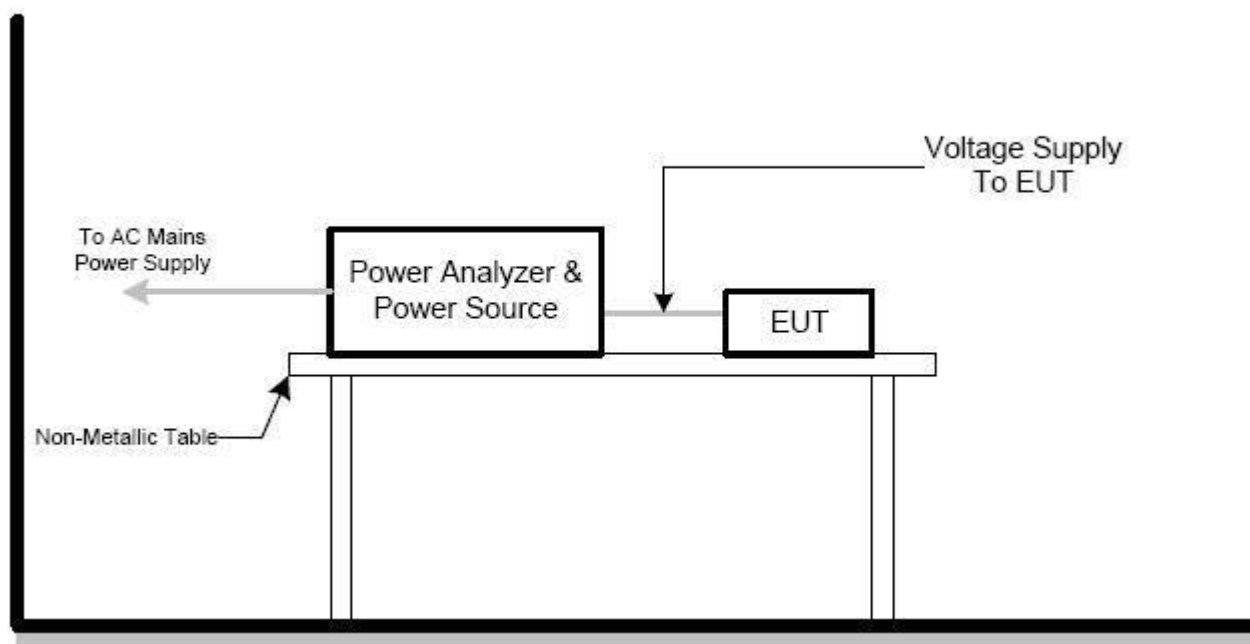 Voltage Supply
To EUT
To AC Mains
Power Supply
Power Analyzer &
Power Source
EUT
Non-Metallic Table